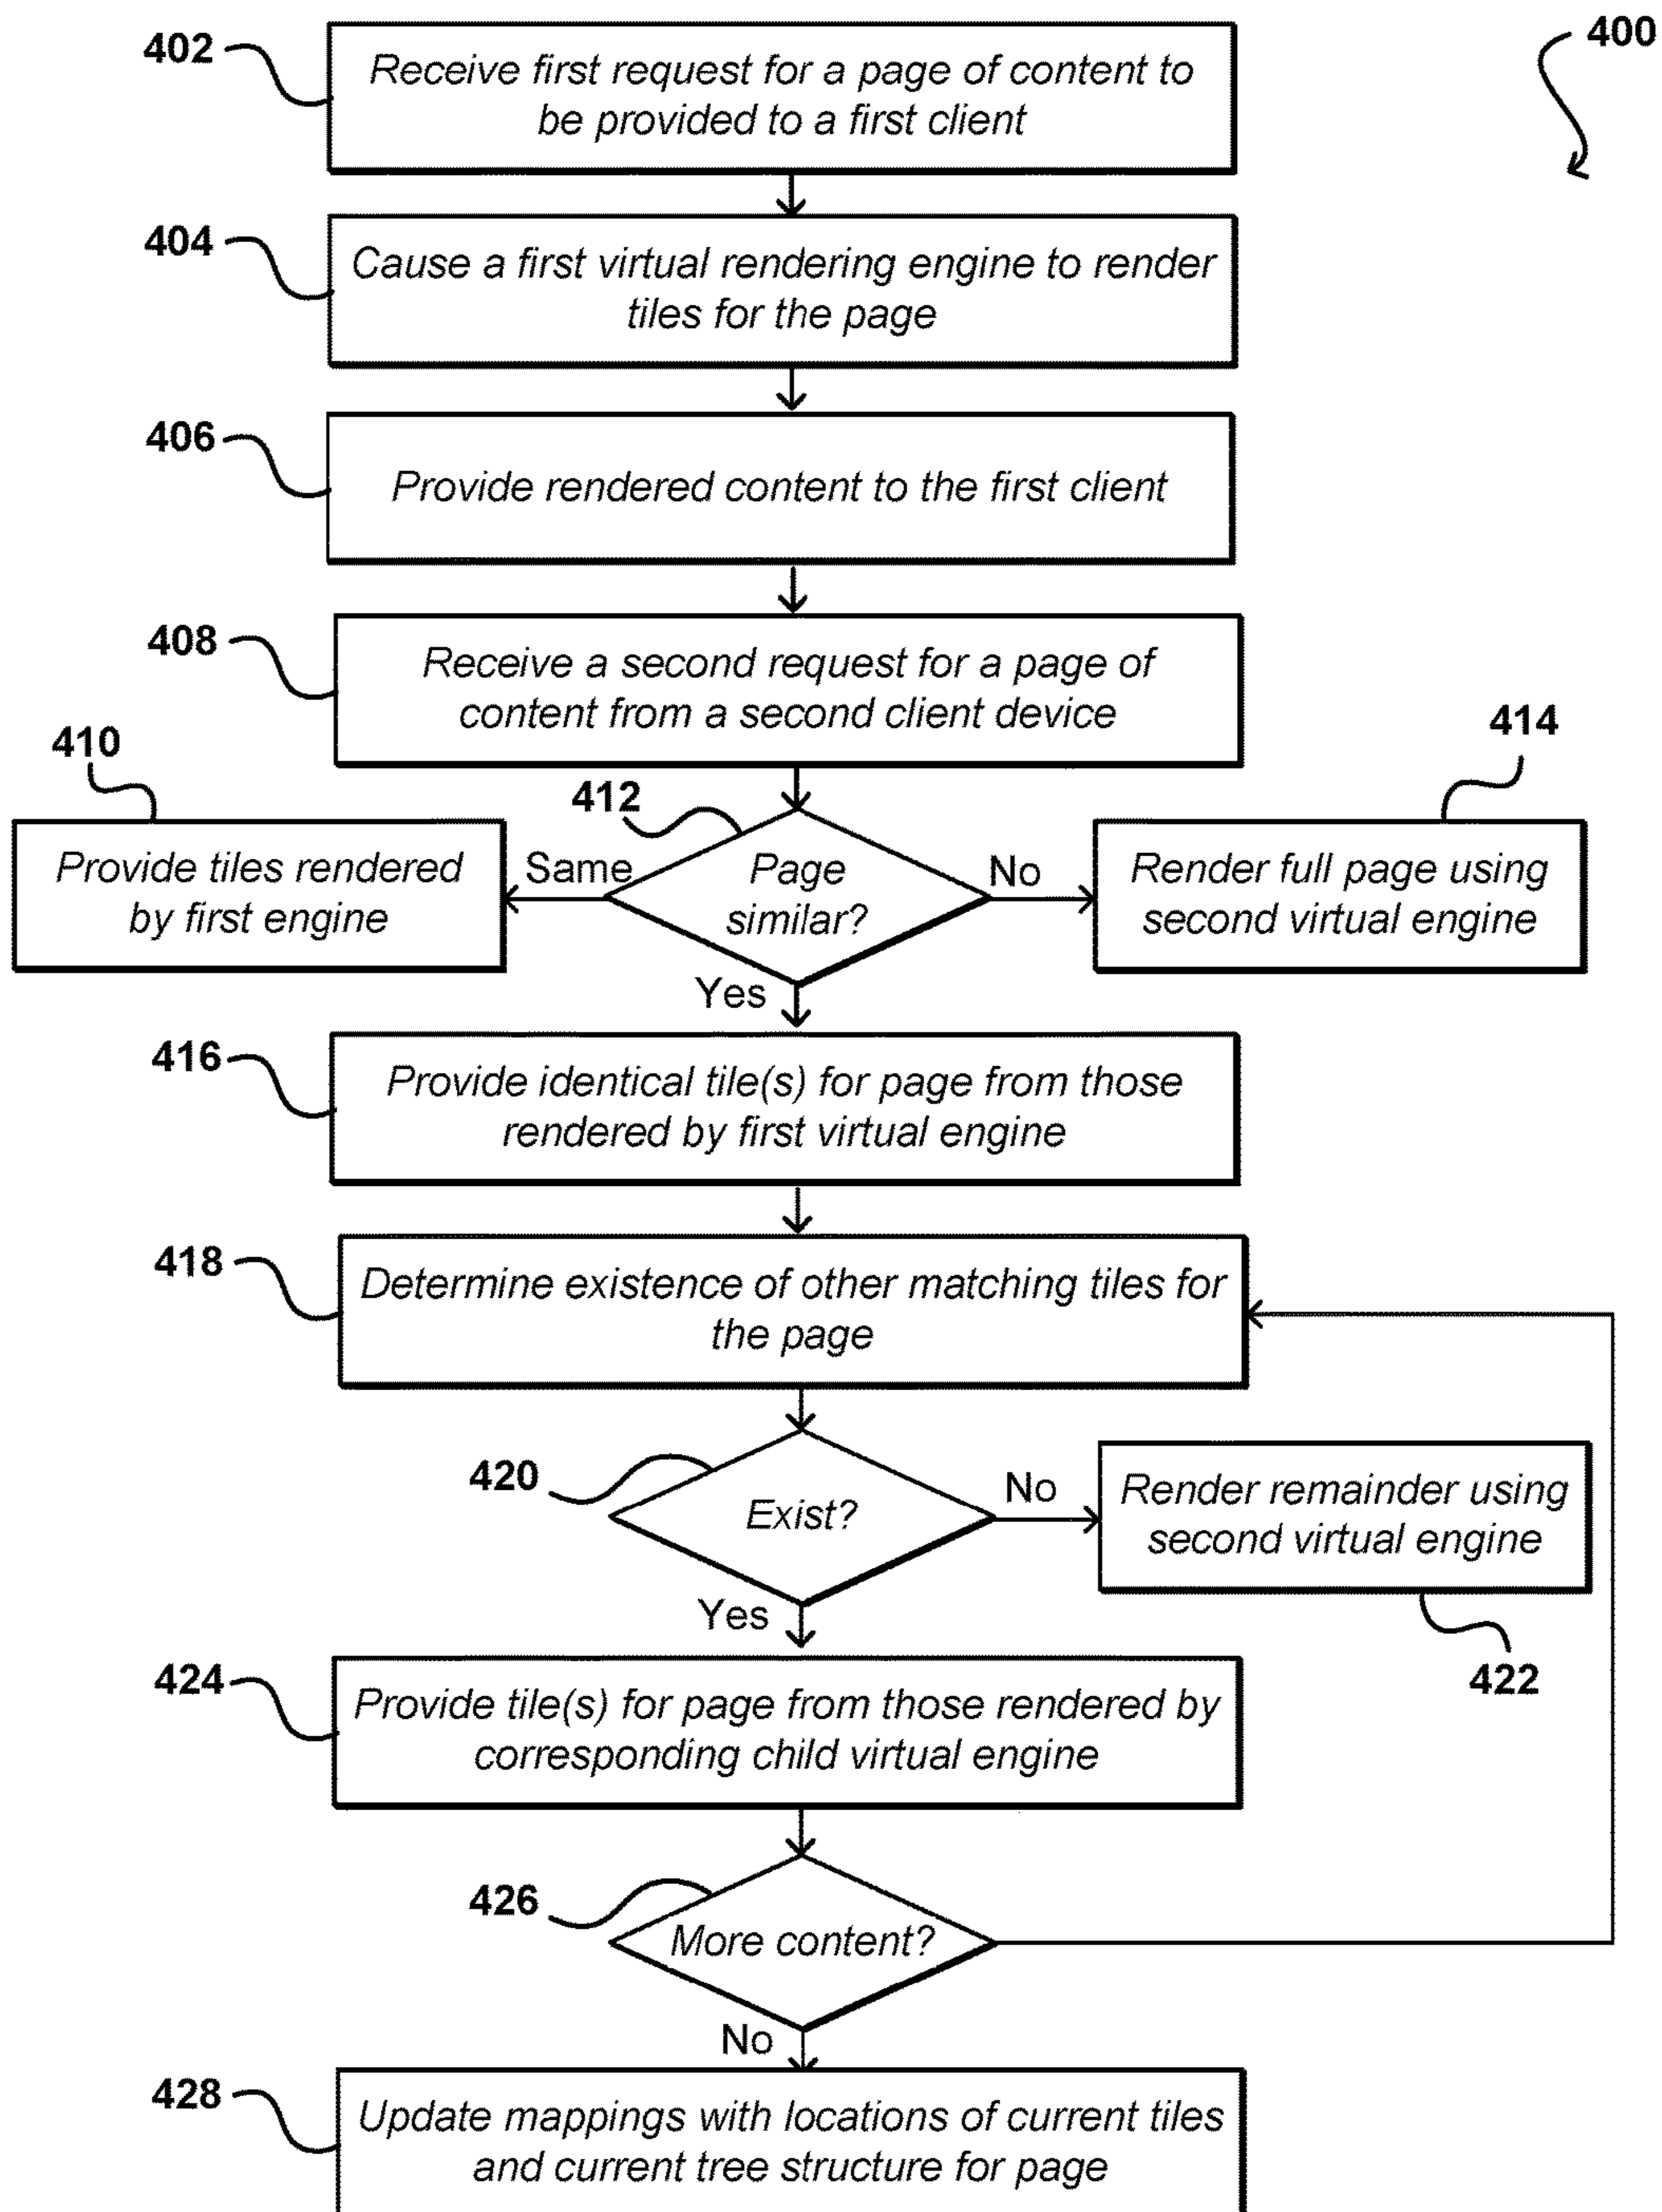 400
402
Receive first request for a page of content to
be provided to a first client
404
Cause a first virtual rendering engine to render
tiles for the page
406
Provide rendered content to the first client
408
Receive a second request for a page of
content from a second client device
410
412
414
Provide tiles rendered
by first engine
Same
Page
similar?
No
Render full page using
second virtual engine
Yes
416
Provide identical tile(s) for page from those
rendered by first virtual engine
418
Determine existence of other matching tiles for
the page
420
Exist?
No
Render remainder using
second virtual engine
422
Yes
424
Provide tile(s) for page from those rendered by
corresponding child virtual engine
426
More content?
No
428
Update mappings with locations of current tiles
and current tree structure for page